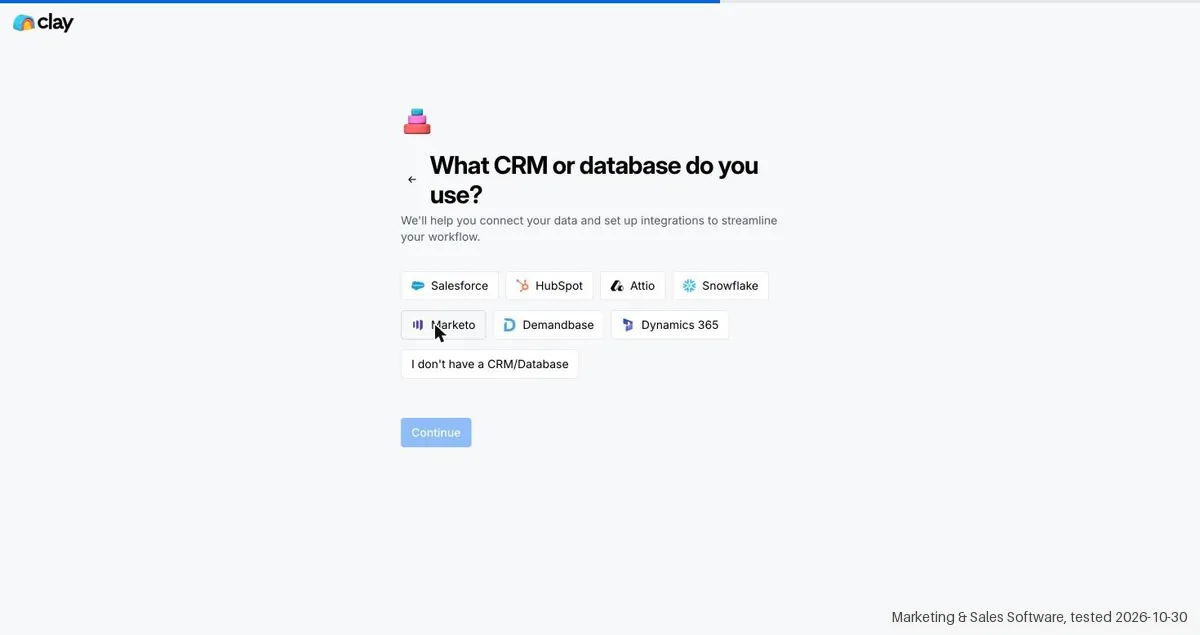 clay
What CRM or database do you
use?
We'll help you connect your data and set up integrations to streamline
your workflow.
Salesforce HubSpot Attio Snowflake
Marketo Demandbase Dynamics 365
I don't have a CRM/Database
Continue
Marketing & Sales Software, tested 2026-10-30